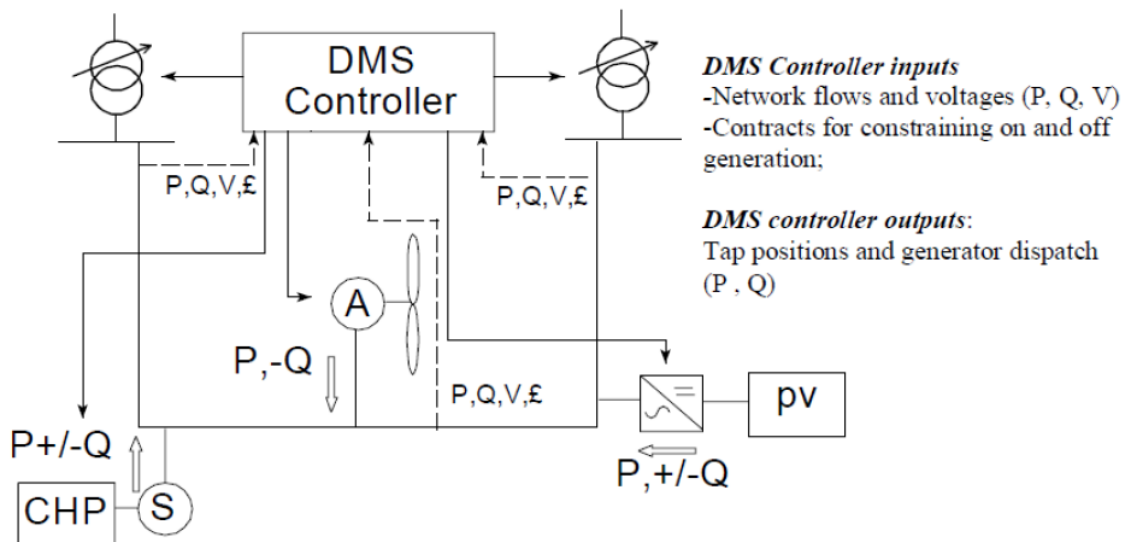 DMS
Controller
DMS Controller inputs
-Network flows and voltages (P, Q, V)
-Contracts for constraining on and off
generation;
P,Q,V,£
P,Q,V,£
DMS controller outputs:
Tap positions and generator dispatch
(P , Q)
A
P,-Q
P,Q,V,£
pv
P+/-Q
P,+/-Q
CHP
S